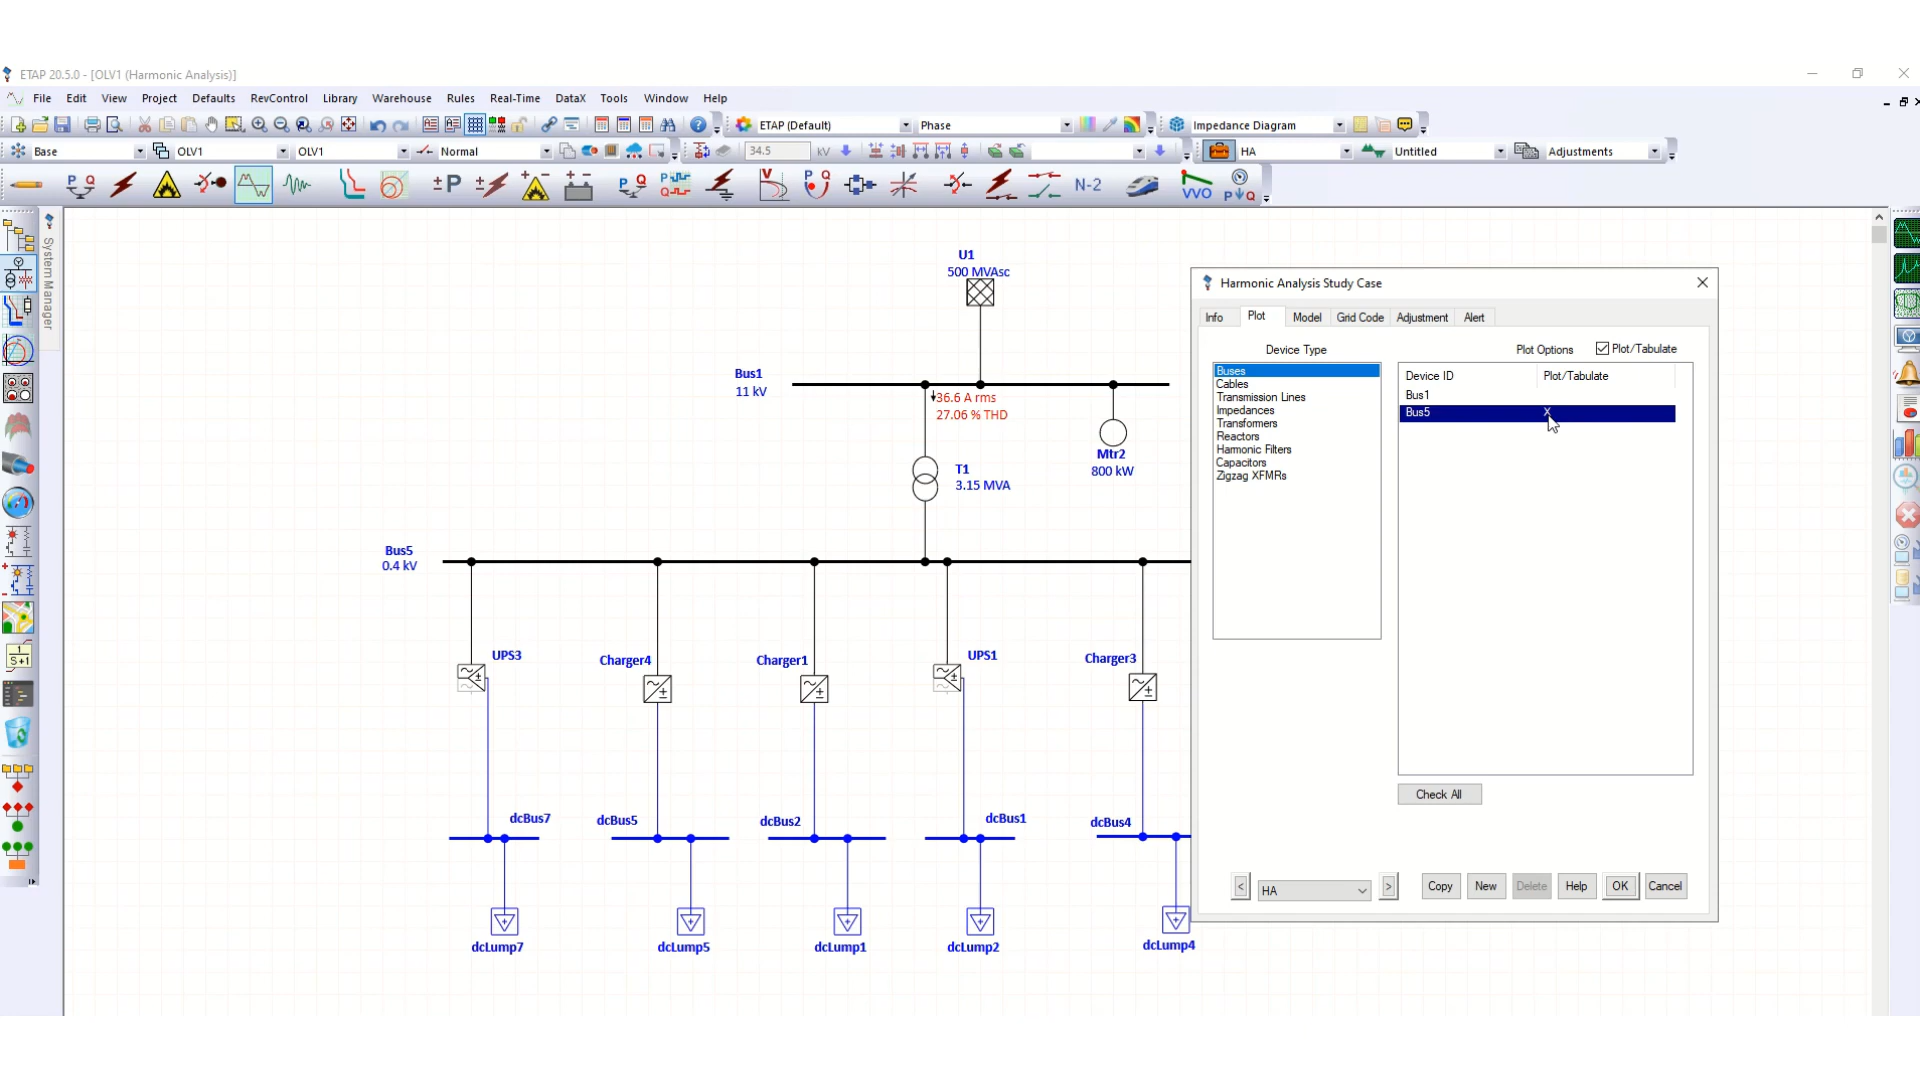 ETAP 20.5.0 - [OLV1 (Harmonic Analysis)]
File Edit View Project Defaults RevControl Library Warehouse Rules Real-Time DataX Tools Window Help
ETAP (Default) Phase Impedance Diagram
Base OLV1 OLV1 Normal 34.5 kV HA Untitled Adjustments
P Q ±P P Q P Q V P Q N-2 VVO P Q
System Manager
U1
500 MVAsc
Bus1
11 kV
36.6 A rms
27.06 % THD
Mtr2
800 kW
T1
3.15 MVA
Bus5
0.4 kV
UPS3
Charger4
Charger1
UPS1
Charger3
dcBus7
dcBus5
dcBus2
dcBus1
dcBus4
dcLump7
dcLump5
dcLump1
dcLump2
dcLump4
Harmonic Analysis Study Case
Info Plot Model Grid Code Adjustment Alert
Device Type
Plot Options Plot/Tabulate
Buses
Cables
Transmission Lines
Impedances
Transformers
Reactors
Harmonic Filters
Capacitors
Zigzag XFMRs
Device ID Plot/Tabulate
Bus1
Bus5 X
Check All
< HA > Copy New Delete Help OK Cancel
1
S+1